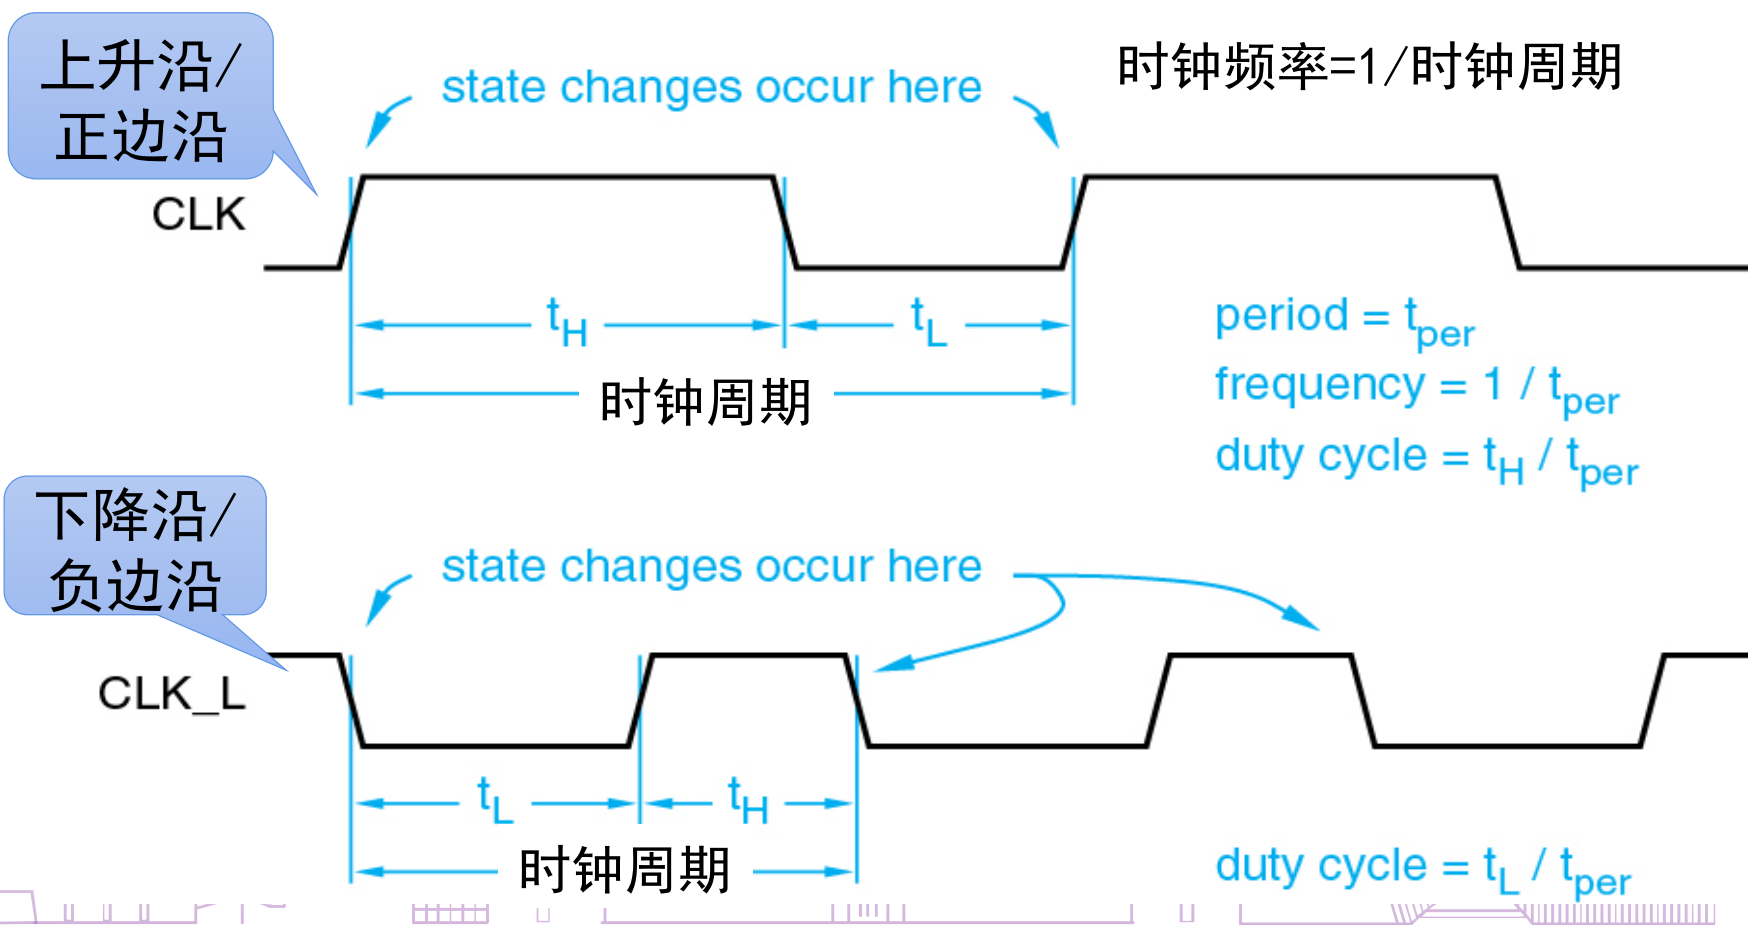 上升沿/
正边沿
state changes occur here
时钟频率=1/时钟周期
CLK
tH
tL
时钟周期
period = tper
frequency = 1 / tper
duty cycle = tH / tper
下降沿/
负边沿
state changes occur here
CLK_L
tL
tH
时钟周期
duty cycle = tL / tper